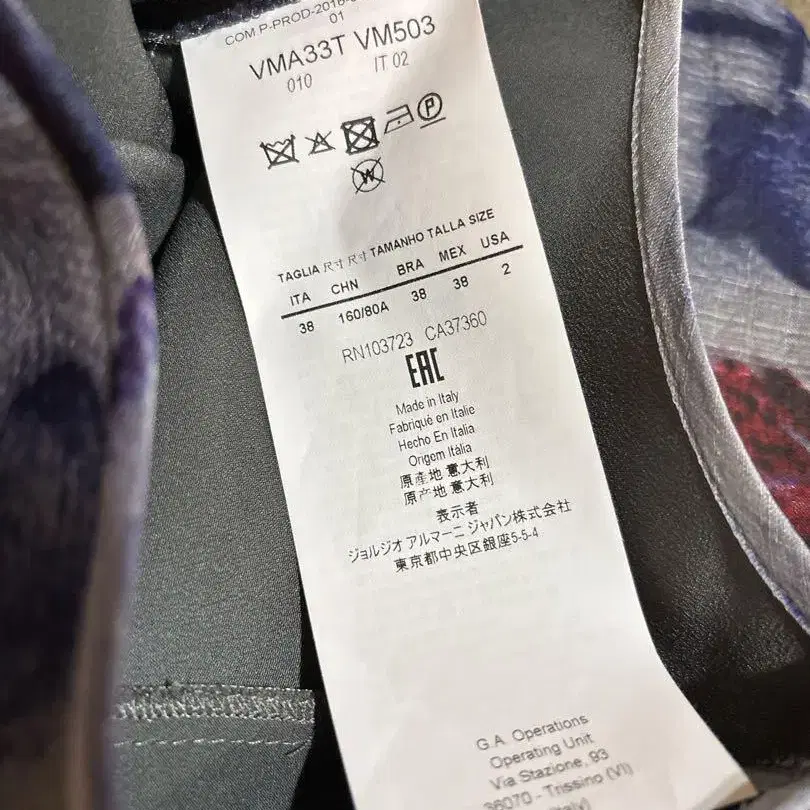 COM P-PROD-2016-
01
VMA33T VM503
010 IT 02
P
W
TAGLIA 尺寸 尺寸 TAMANHO TALLA SIZE
ITA CHN BRA MEX USA
38 160/80A 38 38 2
RN103723 CA37360
EAC
Made in Italy
Fabriqué en Italie
Hecho En Italia
Origem Itália
原產地 意大利
原产地 意大利
表示者
ジョルジオ アルマーニ ジャパン株式会社
東京都中央区銀座5-5-4
G.A. Operations
Operating Unit
Via Stazione, 93
36070 - Trissino (VI)
(Italy)